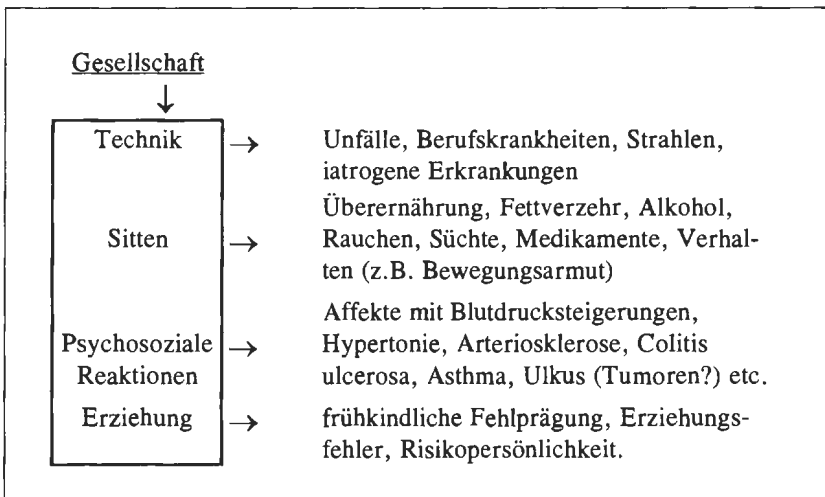 Gesellschaft
↓
Technik → Unfälle, Berufskrankheiten, Strahlen,
iatrogene Erkrankungen
Überernährung, Fettverzehr, Alkohol,
Sitten → Rauchen, Süchte, Medikamente, Verhal-
ten (z.B. Bewegungsarmut)
Affekte mit Blutdrucksteigerungen,
Psychosoziale → Hypertonie, Arteriosklerose, Colitis
Reaktionen ulcerosa, Asthma, Ulkus (Tumoren?) etc.
Erziehung → frühkindliche Fehlprägung, Erziehungs-
fehler, Risikopersönlichkeit.